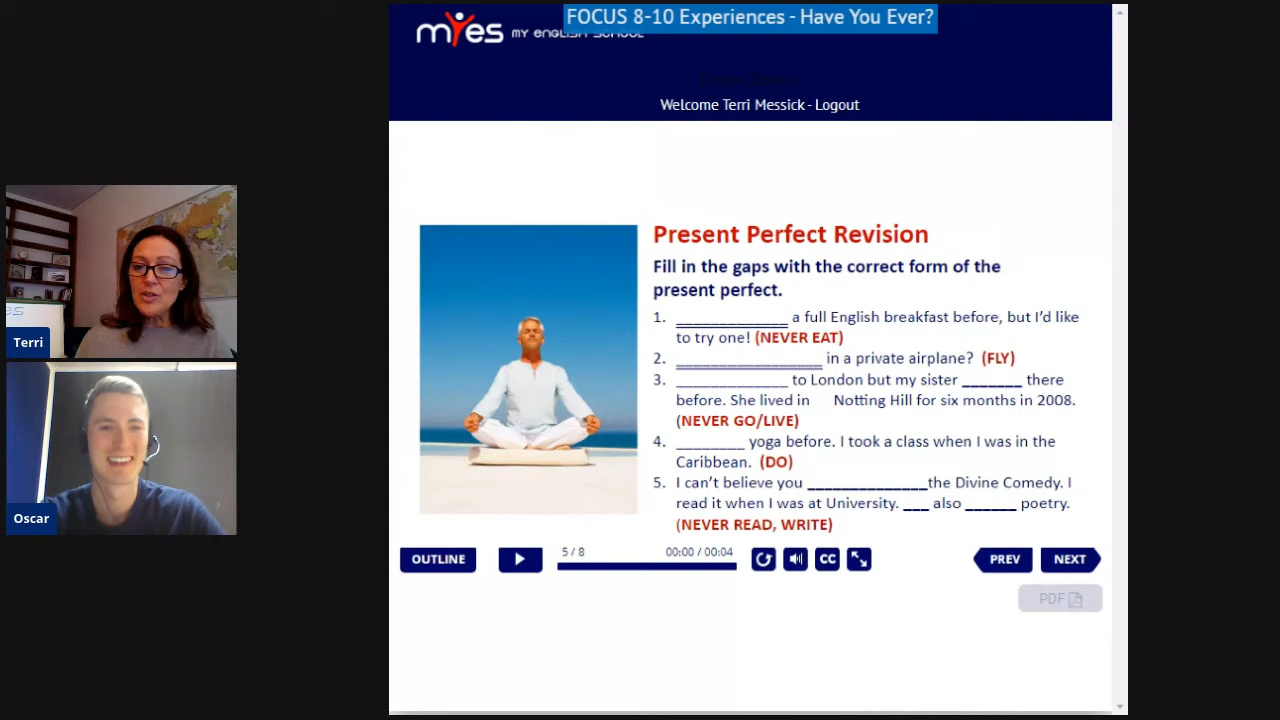 FOCUS 8-10 Experiences - Have You Ever?
myes MY ENGLISH SCHOOL
Welcome Terri Messick - Logout
Terri
Oscar
Present Perfect Revision
Fill in the gaps with the correct form of the
present perfect.
1. ______________ a full English breakfast before, but I'd like
to try one! (NEVER EAT)
2. __________________ in a private airplane? (FLY)
3. ______________ to London but my sister _______ there
before. She lived in Notting Hill for six months in 2008.
(NEVER GO/LIVE)
4. ________ yoga before. I took a class when I was in the
Caribbean. (DO)
5. I can't believe you ______________the Divine Comedy. I
read it when I was at University. ___ also ______ poetry.
(NEVER READ, WRITE)
OUTLINE
5 / 8
00:00 / 00:04
CC
PREV
NEXT
PDF